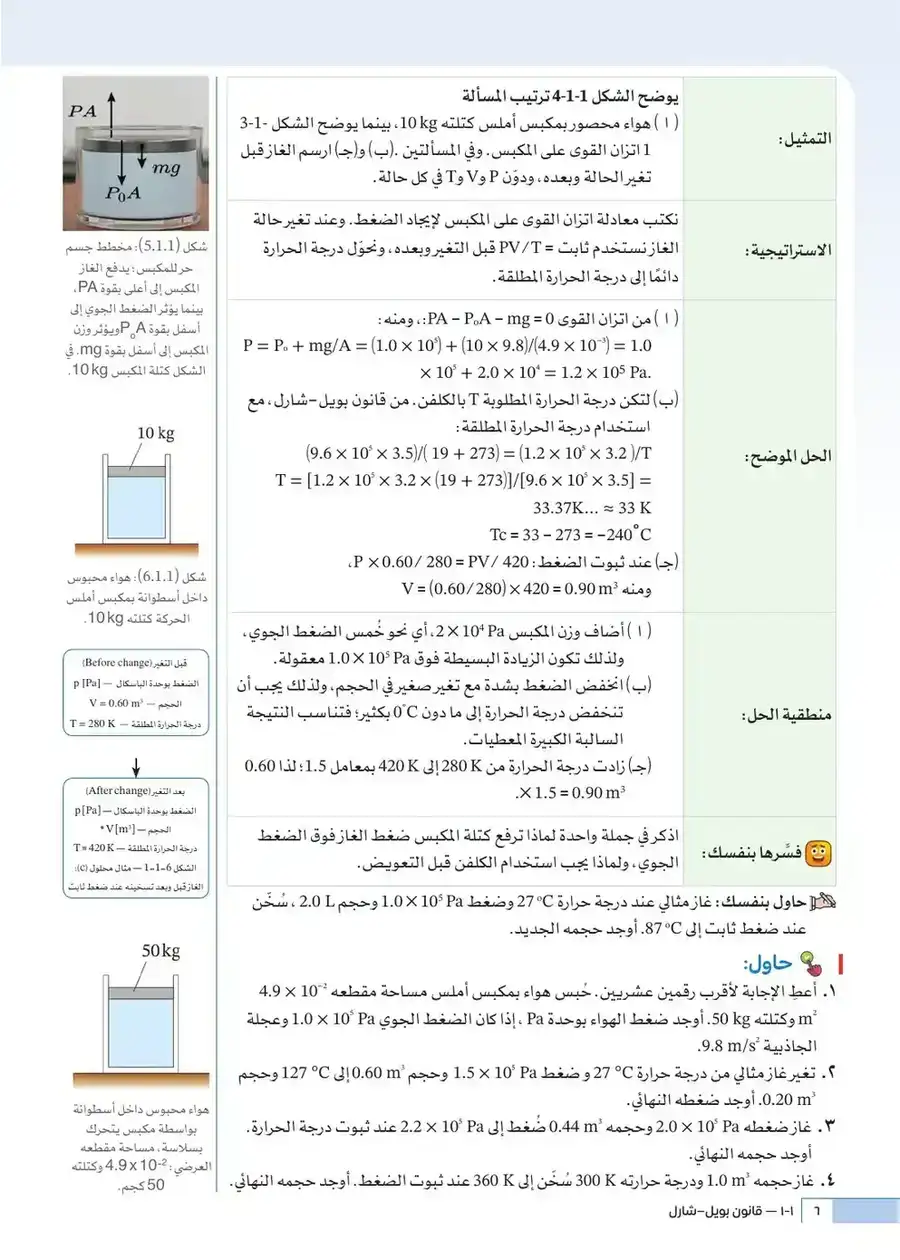 التمثيل:
يوضح الشكل 1-1-4 ترتيب المسألة
( ١ ) هواء محصور بمكبس أملس كتلته 10 kg، بينما يوضح الشكل -1-3
1 اتزان القوى على المكبس. وفي المسألتين .(ب) و(جـ) ارسم الغاز قبل
تغير الحالة وبعده، ودوّن P وV وT في كل حالة.
الاستراتيجية:
نكتب معادلة اتزان القوى على المكبس لإيجاد الضغط. وعند تغير حالة
الغاز نستخدم ثابت = PV/T قبل التغير وبعده، ونحوّل درجة الحرارة
دائمًا إلى درجة الحرارة المطلقة.
الحل الموضح:
( ١ ) من اتزان القوى PA − P₀A − mg = 0:، ومنه:
P = P₀ + mg/A = (1.0 × 10⁵) + (10 × 9.8)/(4.9 × 10⁻³) = 1.0
× 10⁵ + 2.0 × 10⁴ = 1.2 × 10⁵ Pa.
(ب) لتكن درجة الحرارة المطلوبة T بالكلفن. من قانون بويل–شارل، مع
استخدام درجة الحرارة المطلقة:
(9.6 × 10⁵ × 3.5)/( 19 + 273) = (1.2 × 10⁵ × 3.2 )/T
T = [1.2 × 10⁵ × 3.2 × (19 + 273)]/[9.6 × 10⁵ × 3.5] =
33.37K… ≈ 33 K
Tc = 33 − 273 = −240°C
(جـ) عند ثبوت الضغط: P × 0.60/ 280 = PV/ 420،
ومنه V = (0.60/280) × 420 = 0.90 m³
منطقية الحل:
( ١ ) أضاف وزن المكبس 2 × 10⁴ Pa، أي نحو خُمس الضغط الجوي،
ولذلك تكون الزيادة البسيطة فوق 1.0 × 10⁵ Pa معقولة.
(ب) انخفض الضغط بشدة مع تغير صغير في الحجم، ولذلك يجب أن
تنخفض درجة الحرارة إلى ما دون 0°C بكثير؛ فتناسب النتيجة
السالبة الكبيرة المعطيات.
(جـ) زادت درجة الحرارة من 280 K إلى 420 K بمعامل 1.5؛ لذا 0.60
× 1.5 = 0.90 m³.
فسِّرها بنفسك:
اذكر في جملة واحدة لماذا ترفع كتلة المكبس ضغط الغاز فوق الضغط
الجوي، ولماذا يجب استخدام الكلفن قبل التعويض.
حاول بنفسك: غاز مثالي عند درجة حرارة 27 °C وضغط 1.0 × 10⁵ Pa وحجم 2.0 L ، سُخّن
عند ضغط ثابت إلى 87 °C. أوجد حجمه الجديد.
حاول:
١. أعطِ الإجابة لأقرب رقمين عشريين. حُبس هواء بمكبس أملس مساحة مقطعه 4.9 × 10⁻²
m² وكتلته 50 kg. أوجد ضغط الهواء بوحدة Pa ، إذا كان الضغط الجوي 1.0 × 10⁵ Pa وعجلة
الجاذبية 9.8 m/s².
٢. تغير غاز مثالي من درجة حرارة 27 °C و ضغط 1.5 × 10⁵ Pa وحجم 0.60 m³ إلى 127 °C وحجم
0.20 m³. أوجد ضغطه النهائي.
٣. غاز ضغطه 2.0 × 10⁵ Pa وحجمه 0.44 m³ ضُغط إلى 2.2 × 10⁵ Pa عند ثبوت درجة الحرارة.
أوجد حجمه النهائي.
٤. غاز حجمه 1.0 m³ ودرجة حرارته 300 K سُخّن إلى 360 K عند ثبوت الضغط. أوجد حجمه النهائي.
PA
mg
P₀A
شكل (5.1.1): مخطط جسم
حر للمكبس؛ يدفع الغاز
المكبس إلى أعلى بقوة PA،
بينما يؤثر الضغط الجوي إلى
أسفل بقوة P₀A ويؤثر وزن
المكبس إلى أسفل بقوة mg. في
الشكل كتلة المكبس 10 kg.
10 kg
شكل (6.1.1): هواء محبوس
داخل أسطوانة بمكبس أملس
الحركة كتلته 10 kg.
قبل التغير (Before change)
الضغط بوحدة الباسكال — p [Pa]
الحجم — V = 0.60 m³
درجة الحرارة المطلقة — T = 280 K
بعد التغير (After change)
الضغط بوحدة الباسكال — p [Pa]
الحجم — V [m³]*
درجة الحرارة المطلقة — T = 420 K
الشكل 6-1-1 — مثال محلول (c):
الغاز قبل وبعد تسخينه عند ضغط ثابت
50 kg
هواء محبوس داخل أسطوانة
بواسطة مكبس يتحرك
بسلاسة، مساحة مقطعه
العرضي: 4.9 x 10⁻² وكتلته
50 كجم.
٦
١-١ — قانون بويل–شارل